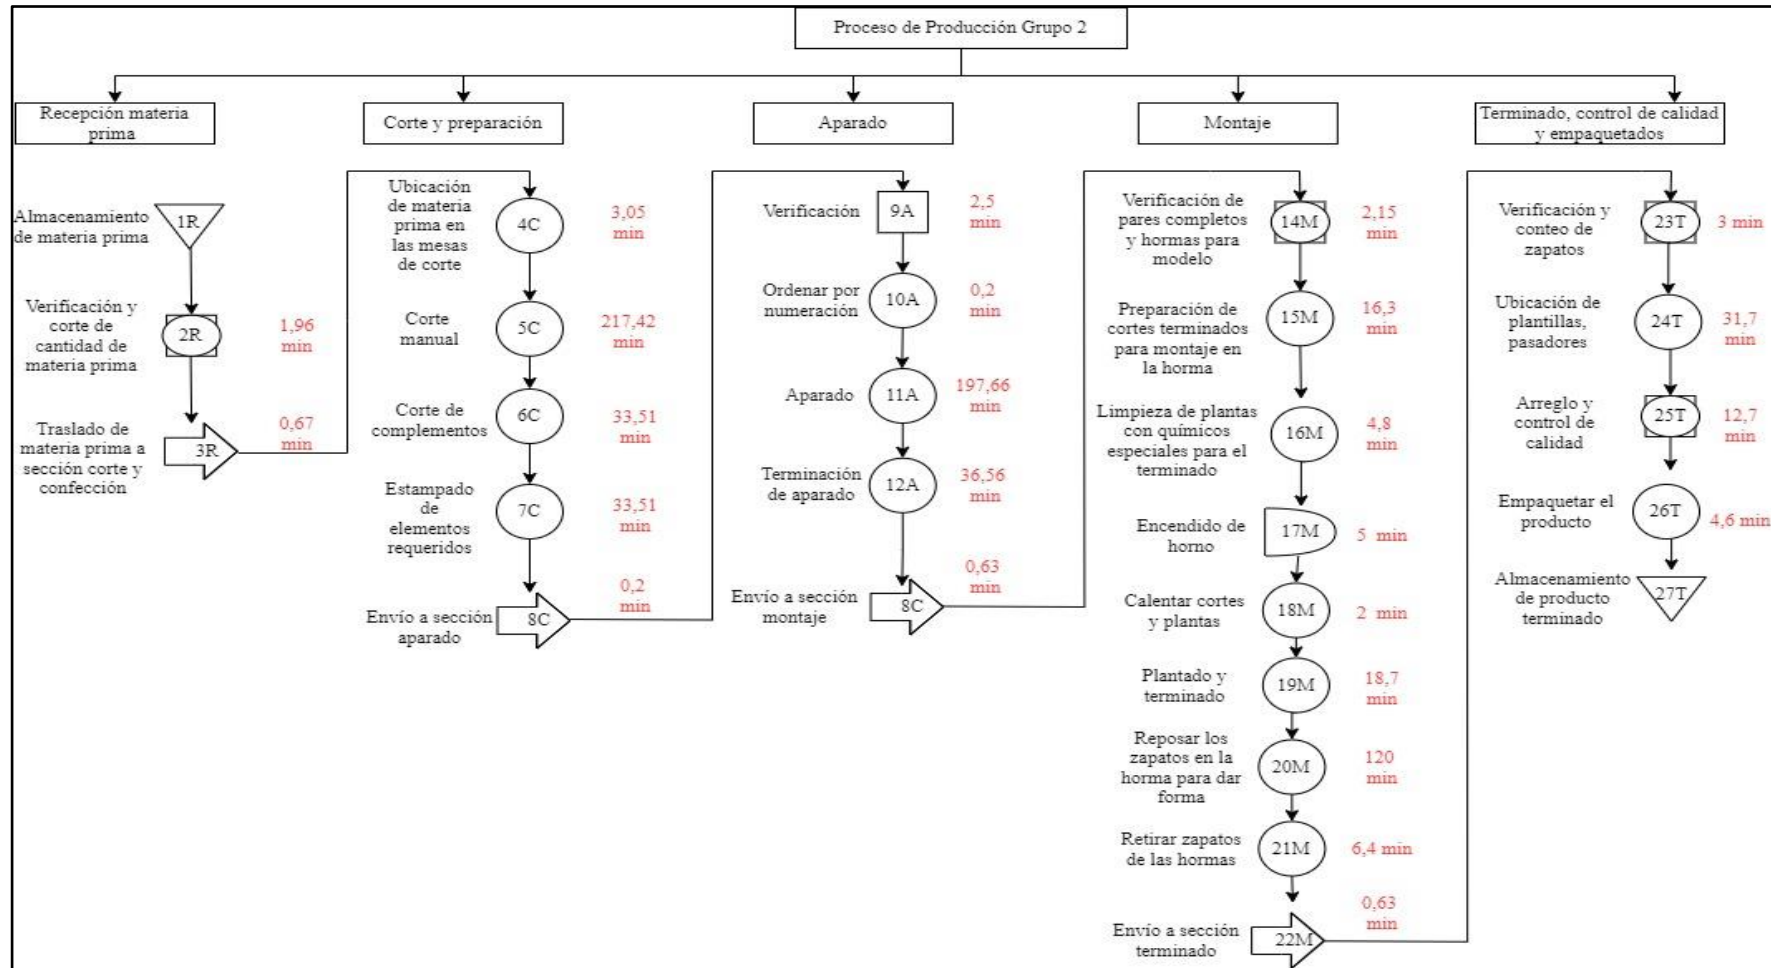 Proceso de Producción Grupo 2
Recepción materia
prima
Corte y preparación
Aparado
Montaje
Terminado, control de calidad
y empaquetados
Almacenamiento
de materia prima
1R
Verificación y
corte de
cantidad de
materia prima
2R
1,96
min
Traslado de
materia prima a
sección corte y
confección
3R
0,67
min
Ubicación
de materia
prima en
las mesas
de corte
4C
3,05
min
Corte
manual
5C
217,42
min
Corte de
complementos
6C
33,51
min
Estampado
de
elementos
requeridos
7C
33,51
min
Envío a sección
aparado
8C
0,2
min
Verificación
9A
2,5
min
Ordenar por
numeración
10A
0,2
min
Aparado
11A
197,66
min
Terminación
de aparado
12A
36,56
min
Envío a sección
montaje
8C
0,63
min
Verificación de
pares completos
y hormas para
modelo
14M
2,15
min
Preparación de
cortes terminados
para montaje en
la horma
15M
16,3
min
Limpieza de plantas
con químicos
especiales para el
terminado
16M
4,8
min
Encendido de
horno
17M
5 min
Calentar cortes
y plantas
18M
2 min
Plantado y
terminado
19M
18,7
min
Reposar los
zapatos en la
horma para dar
forma
20M
120
min
Retirar zapatos
de las hormas
21M
6,4 min
Envío a sección
terminado
22M
0,63
min
Verificación y
conteo de
zapatos
23T
3 min
Ubicación de
plantillas,
pasadores
24T
31,7
min
Arreglo y
control de
calidad
25T
12,7
min
Empaquetar el
producto
26T
4,6 min
Almacenamiento
de producto
terminado
27T